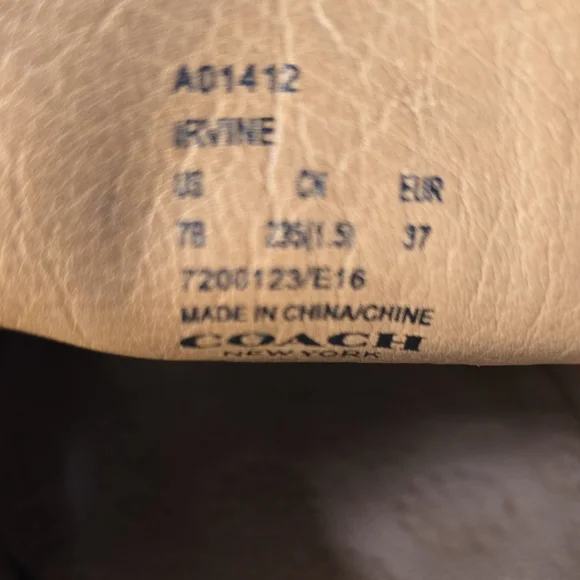 A01412
IRVINE
US CN EUR
7B 235(1.5) 37
7200123/E16
MADE IN CHINA/CHINE
COACH
NEW YORK